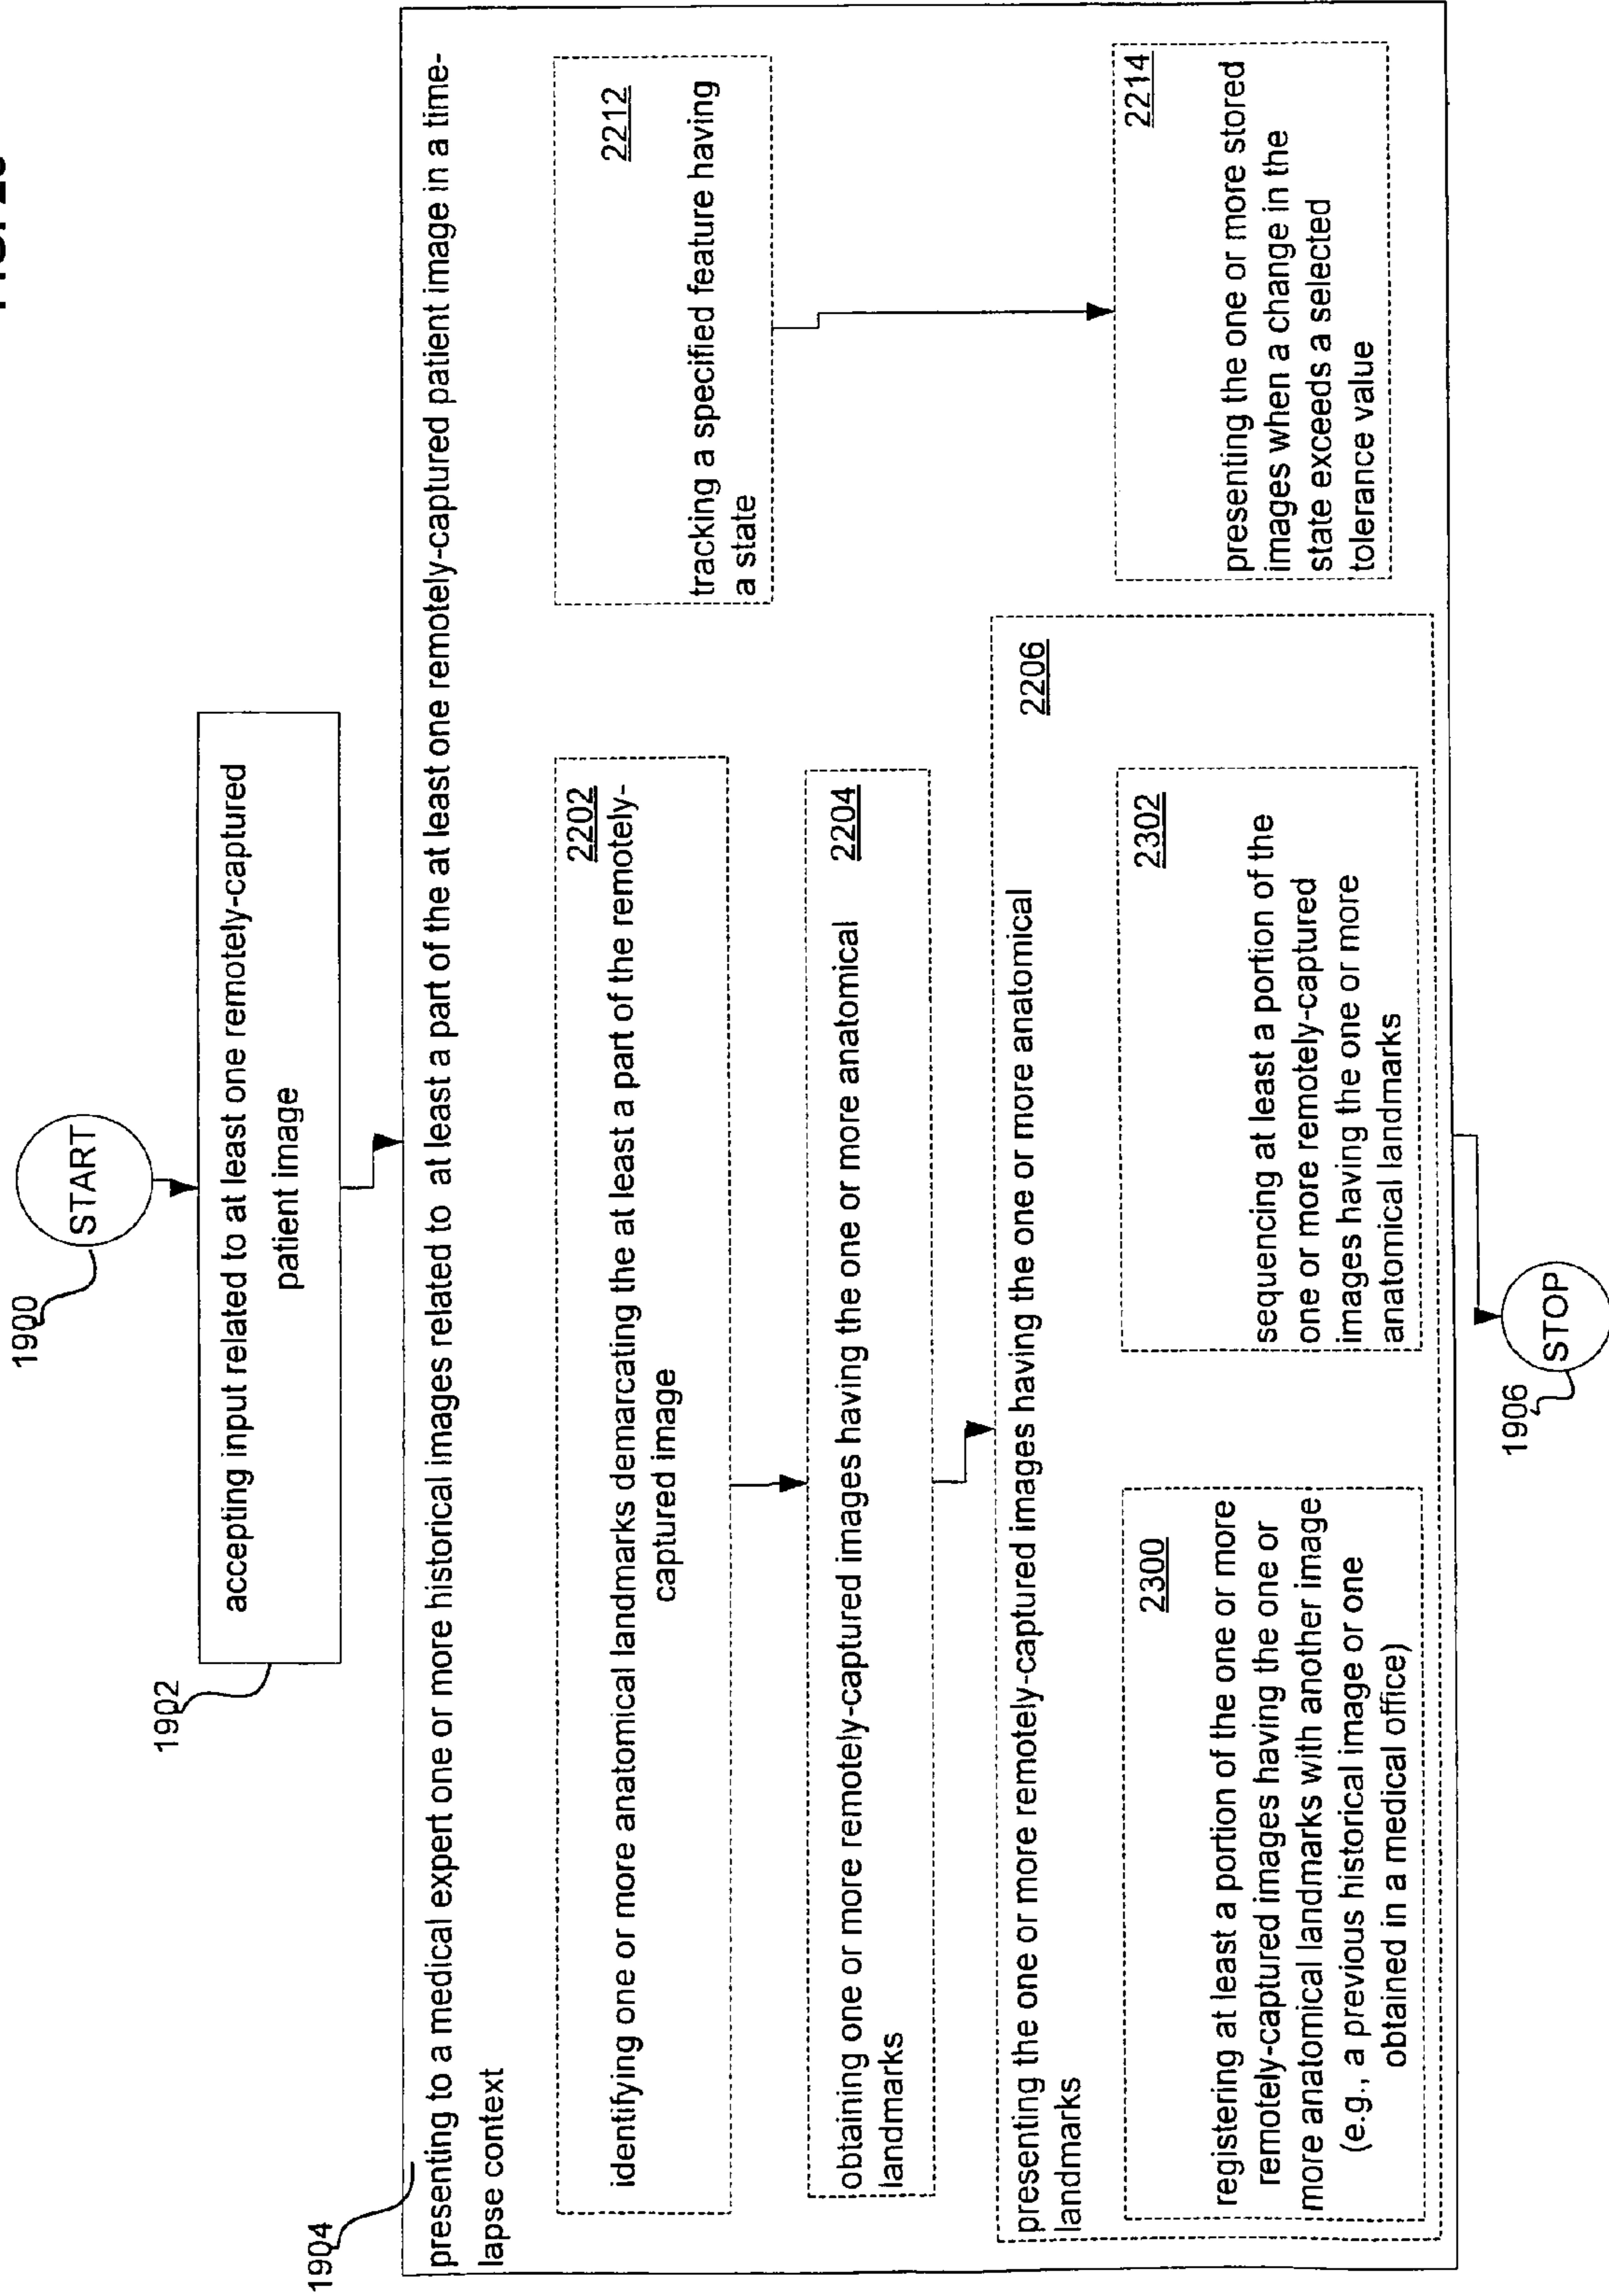 1900
START
1902
accepting input related to at least one remotely-captured
patient image
1904
presenting to a medical expert one or more historical images related to at least a part of the at least one remotely-captured patient image in a time-
lapse context
2202
identifying one or more anatomical landmarks demarcating the at least a part of the remotely-
captured image
2204
obtaining one or more remotely-captured images having the one or more anatomical
landmarks
2206
presenting the one or more remotely-captured images having the one or more anatomical
landmarks
2300
registering at least a portion of the one or more
remotely-captured images having the one or
more anatomical landmarks with another image
(e.g., a previous historical image or one
obtained in a medical office)
2302
sequencing at least a portion of the
one or more remotely-captured
images having the one or more
anatomical landmarks
2212
tracking a specified feature having
a state
2214
presenting the one or more stored
images when a change in the
state exceeds a selected
tolerance value
1906
STOP